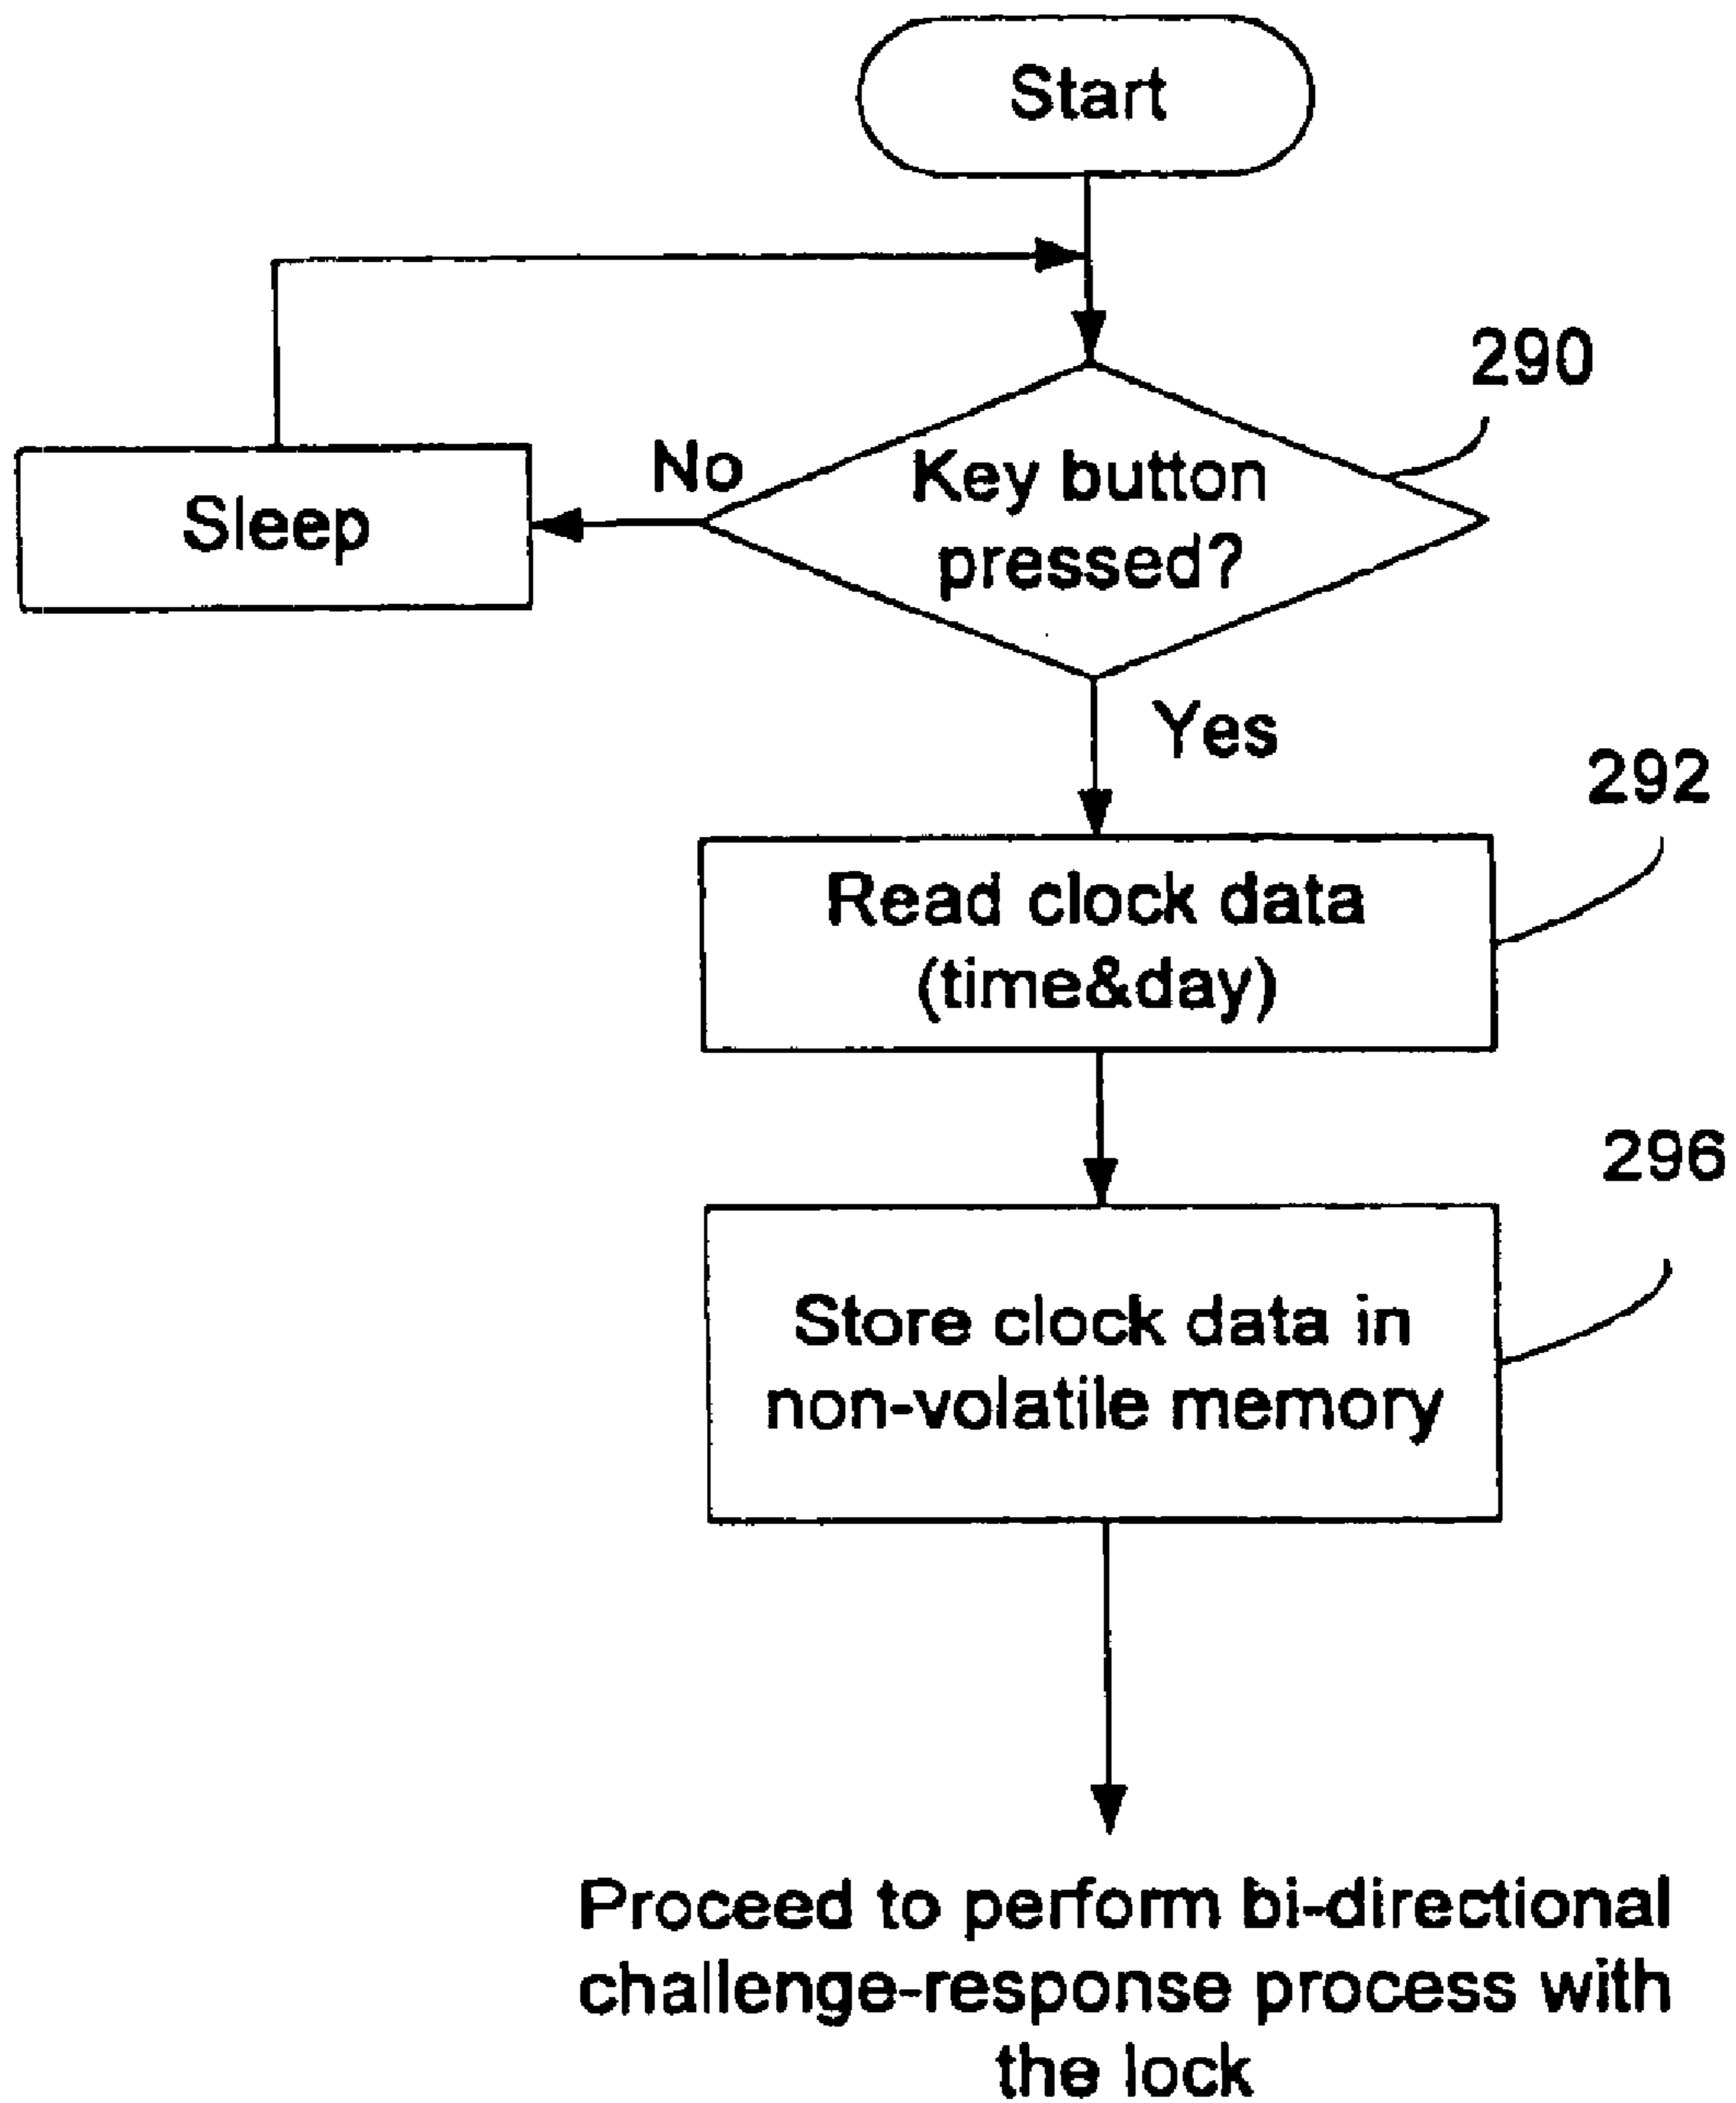 Start
290
No
Key button
pressed?
Sleep
Yes
292
Read clock data
(time&day)
296
Store clock data in
non-volatile memory
Proceed to perform bi-directional
challenge-response process with
the lock